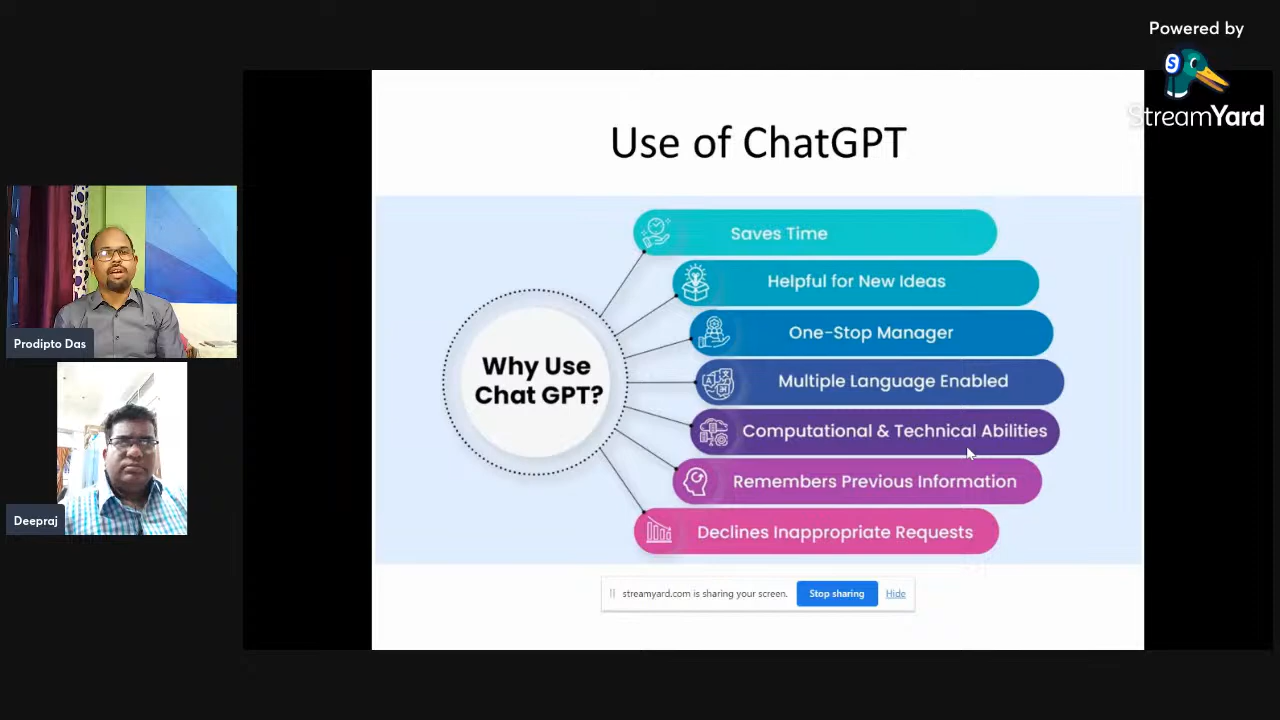 Powered by
StreamYard
Use of ChatGPT
Why Use
Chat GPT?
Saves Time
Helpful for New Ideas
One-Stop Manager
Multiple Language Enabled
Computational & Technical Abilities
Remembers Previous Information
Declines Inappropriate Requests
streamyard.com is sharing your screen.
Stop sharing
Hide
Prodipto Das
Deepraj